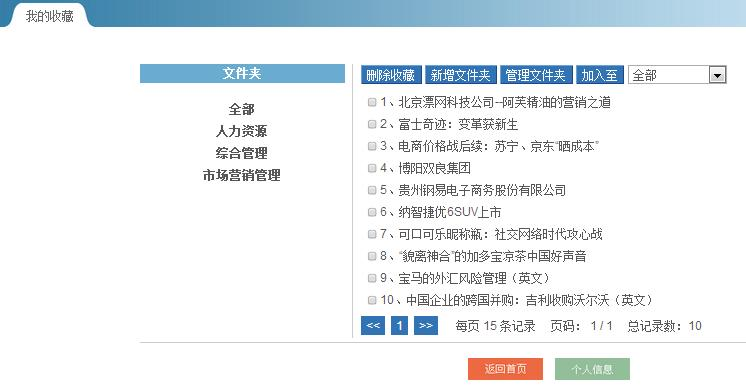 我的收藏
文件夹
全部
人力资源
综合管理
市场营销管理
删除收藏 新增文件夹 管理文件夹 加入至 全部
1、北京漂网科技公司--阿芙精油的营销之道
2、富士奇迹：变革获新生
3、电商价格战后续：苏宁、京东“晒成本”
4、博阳双良集团
5、贵州钢易电子商务股份有限公司
6、纳智捷优6SUV上市
7、可口可乐昵称瓶：社交网络时代攻心战
8、“貌离神合”的加多宝凉茶中国好声音
9、宝马的外汇风险管理（英文）
10、中国企业的跨国并购：吉利收购沃尔沃（英文）
<< 1 >> 每页 15 条记录 页码： 1 / 1 总记录数：10
返回首页 个人信息